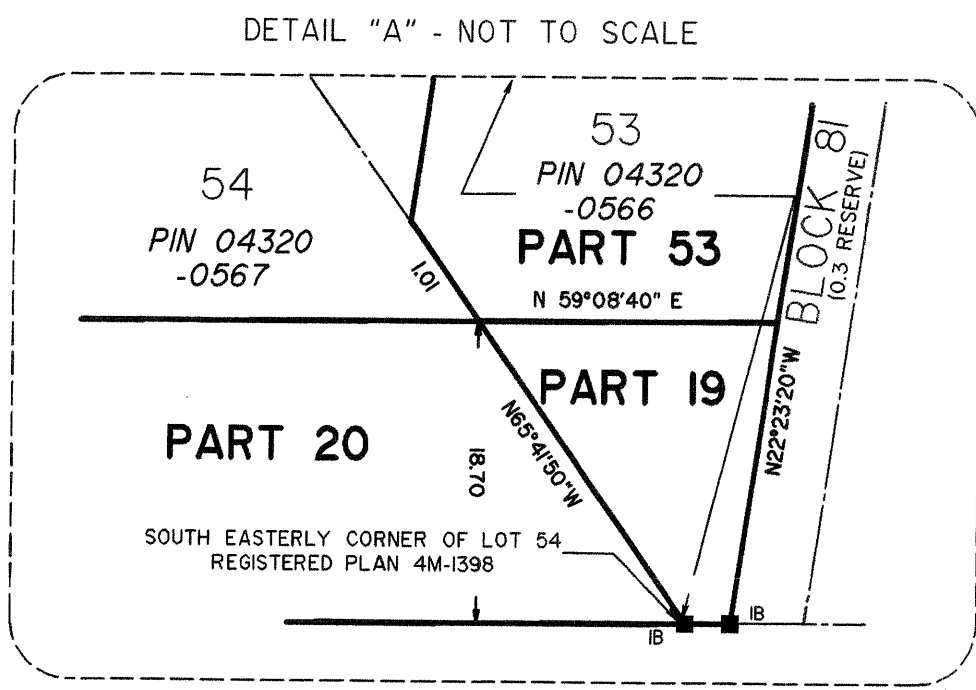 DETAIL "A" - NOT TO SCALE
54
PIN 04320
-0567
53
PIN 04320
-0566
PART 53
BLOCK 81
(0.3 RESERVE)
1.01
N 59°08'40" E
PART 19
PART 20
N65°41'50"W
N22°23'20"W
18.70
SOUTH EASTERLY CORNER OF LOT 54
REGISTERED PLAN 4M-1398
IB
IB